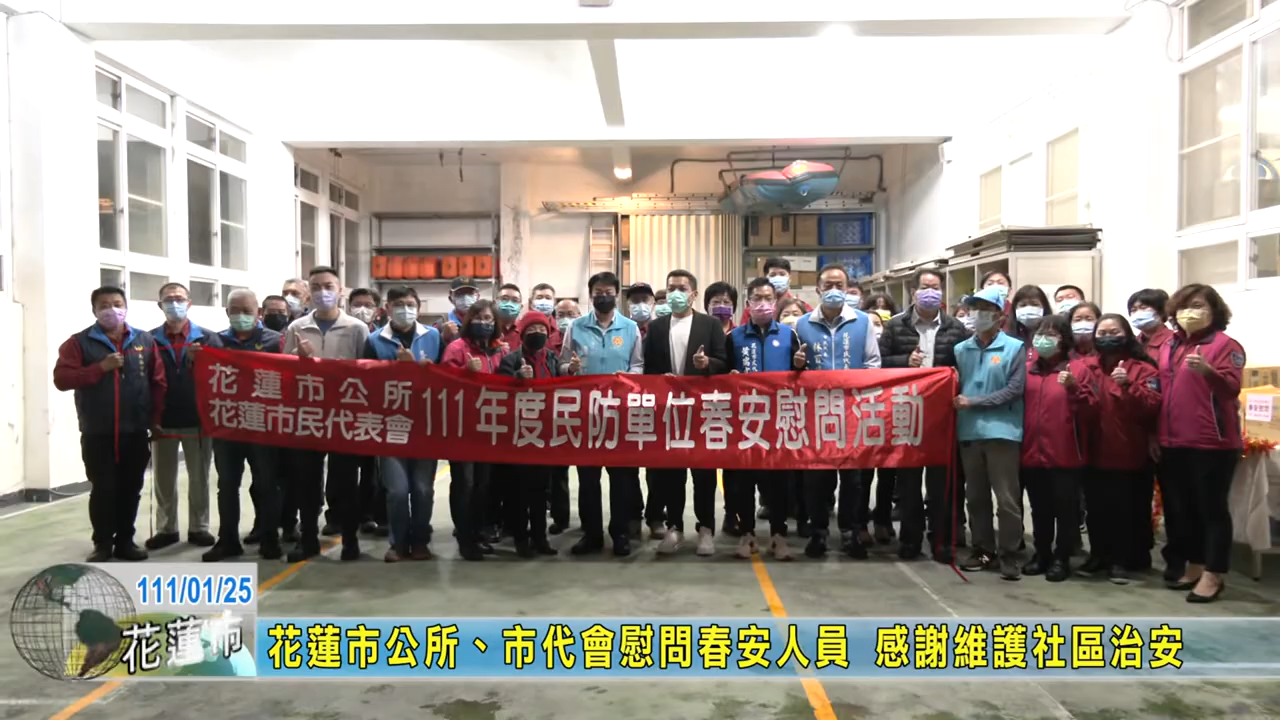 花蓮市公所
花蓮市民代表會
111年度民防單位春安慰問活動
111/01/25
花蓮市
花蓮市公所、市代會慰問春安人員 感謝維護社區治安